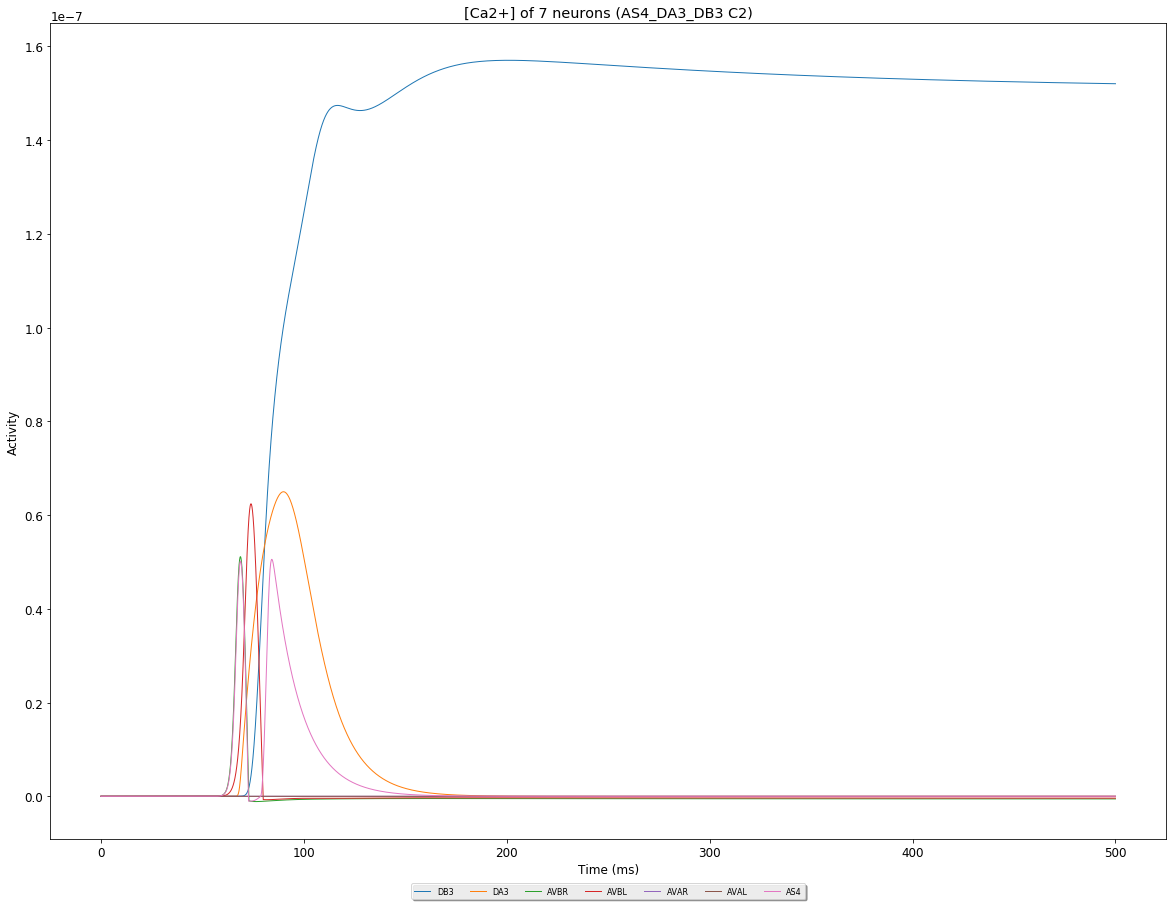 [Ca2+] of 7 neurons (AS4_DA3_DB3 C2)
1e−7
1.6
1.4
1.2
1.0
0.8
0.6
0.4
0.2
0.0
Activity
0 100 200 300 400 500
Time (ms)
DB3 DA3 AVBR AVBL AVAR AVAL AS4